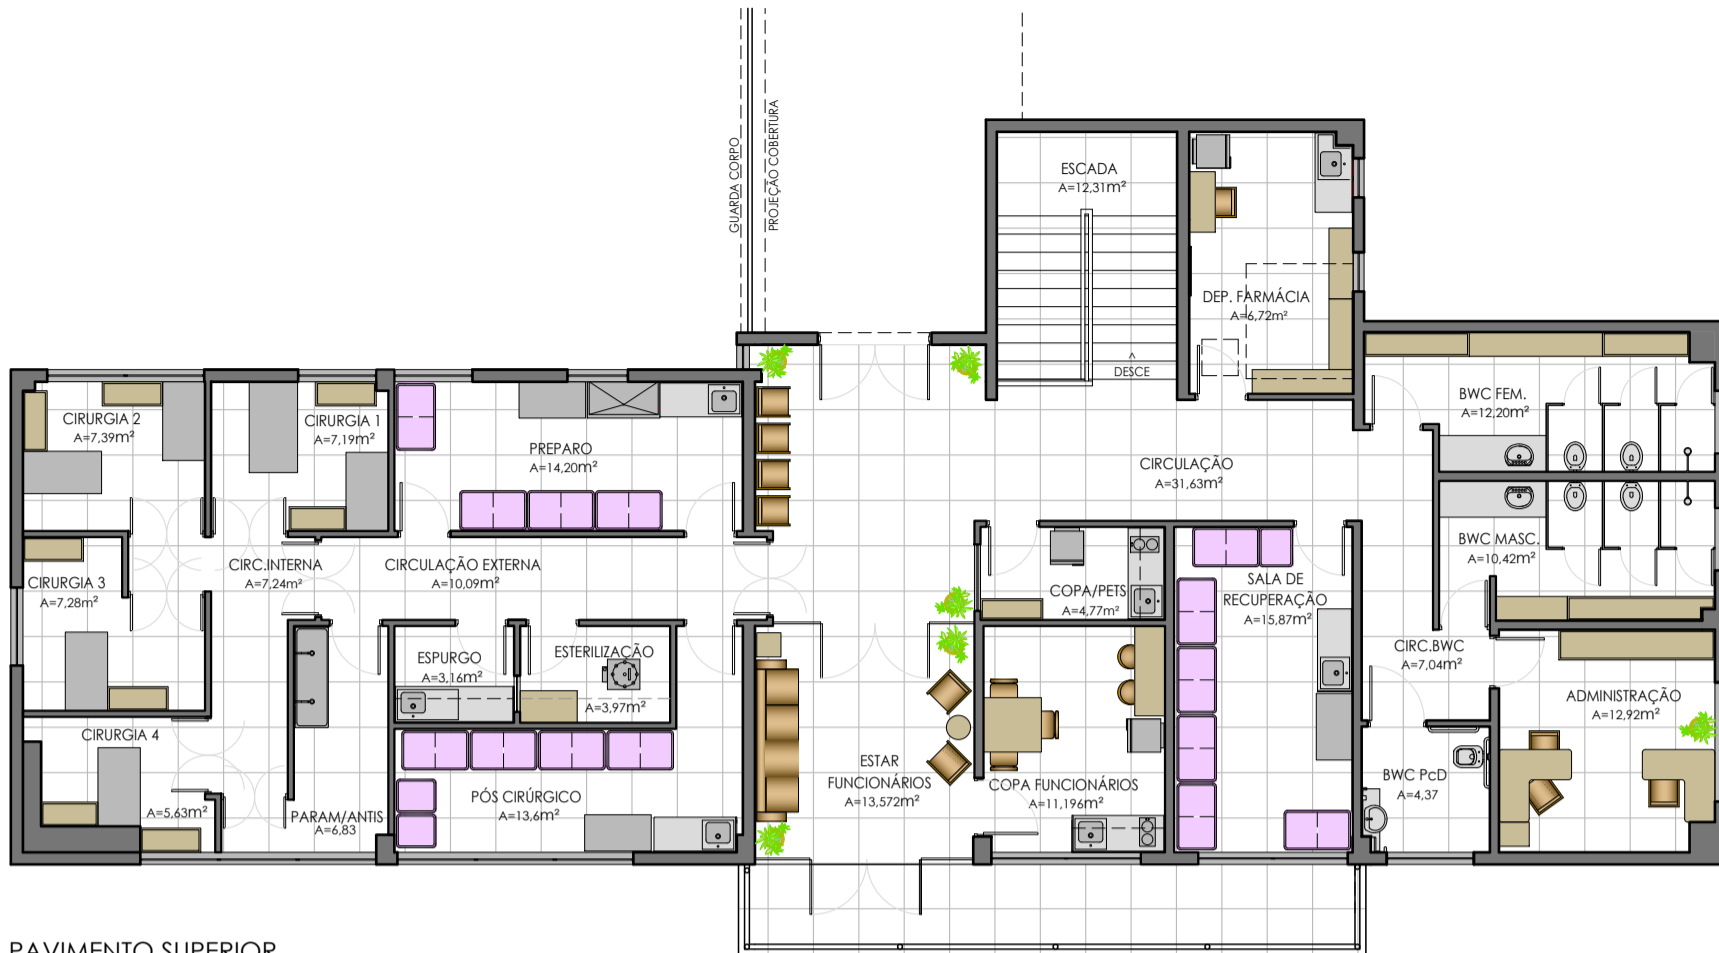 GUARDA CORPO
PROJEÇÃO COBERTURA
ESCADA
A=12,31m²
DESCE
DEP. FARMÁCIA
A=6,72m²
CIRURGIA 2
A=7,39m²
CIRURGIA 1
A=7,19m²
PREPARO
A=14,20m²
CIRCULAÇÃO
A=31,63m²
BWC FEM.
A=12,20m²
BWC MASC.
A=10,42m²
CIRURGIA 3
A=7,28m²
CIRC.INTERNA
A=7,24m²
CIRCULAÇÃO EXTERNA
A=10,09m²
COPA/PETS
A=4,77m²
SALA DE
RECUPERAÇÃO
A=15,87m²
ESPURGO
A=3,16m²
ESTERILIZAÇÃO
A=3,97m²
CIRC.BWC
A=7,04m²
ADMINISTRAÇÃO
A=12,92m²
CIRURGIA 4
A=5,63m²
PARAM/ANTIS
A=6,83
PÓS CIRÚRGICO
A=13,6m²
ESTAR
FUNCIONÁRIOS
A=13,572m²
COPA FUNCIONÁRIOS
A=11,196m²
BWC PcD
A=4,37
PAVIMENTO SUPERIOR